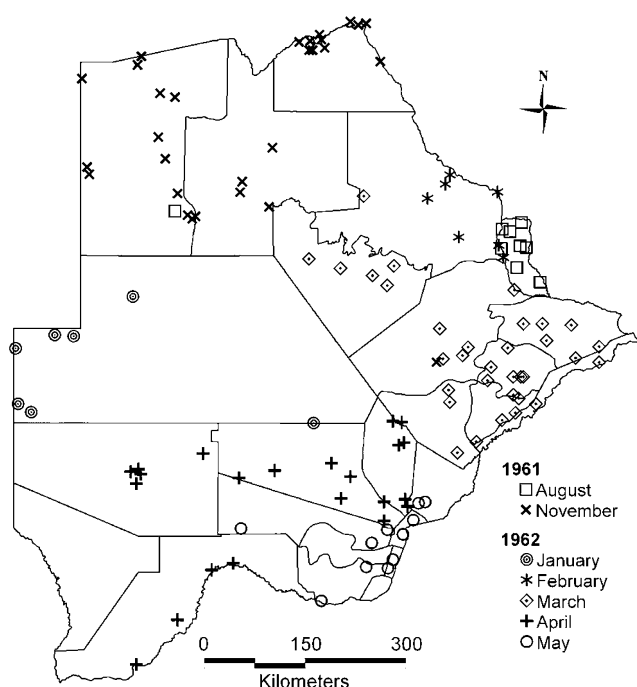 N
1961
August
November
1962
January
February
March
April
May
0 150 300
Kilometers